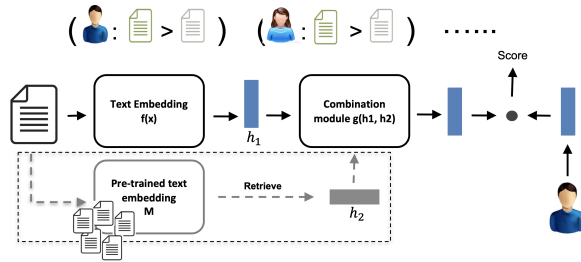 ( : > ) ( : > ) ......
Score
Text Embedding
f(x)
h₁
Combination
module g(h1, h2)
Pre-trained text
embedding
M
Retrieve
h₂